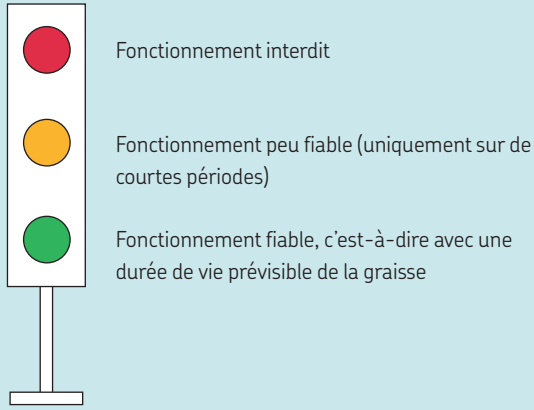 Fonctionnement interdit
Fonctionnement peu fiable (uniquement sur de
courtes périodes)
Fonctionnement fiable, c’est-à-dire avec une
durée de vie prévisible de la graisse